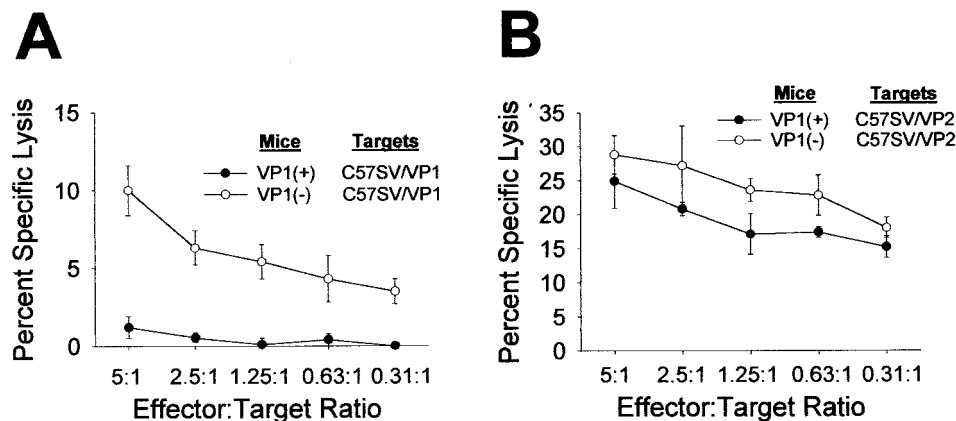 A
Percent Specific Lysis
15
10
5
0
Mice Targets
VP1(+) C57SV/VP1
VP1(-) C57SV/VP1
5:1 2.5:1 1.25:1 0.63:1 0.31:1
Effector:Target Ratio
B
Percent Specific Lysis
35
30
25
20
15
10
5
0
Mice Targets
VP1(+) C57SV/VP2
VP1(-) C57SV/VP2
5:1 2.5:1 1.25:1 0.63:1 0.31:1
Effector:Target Ratio